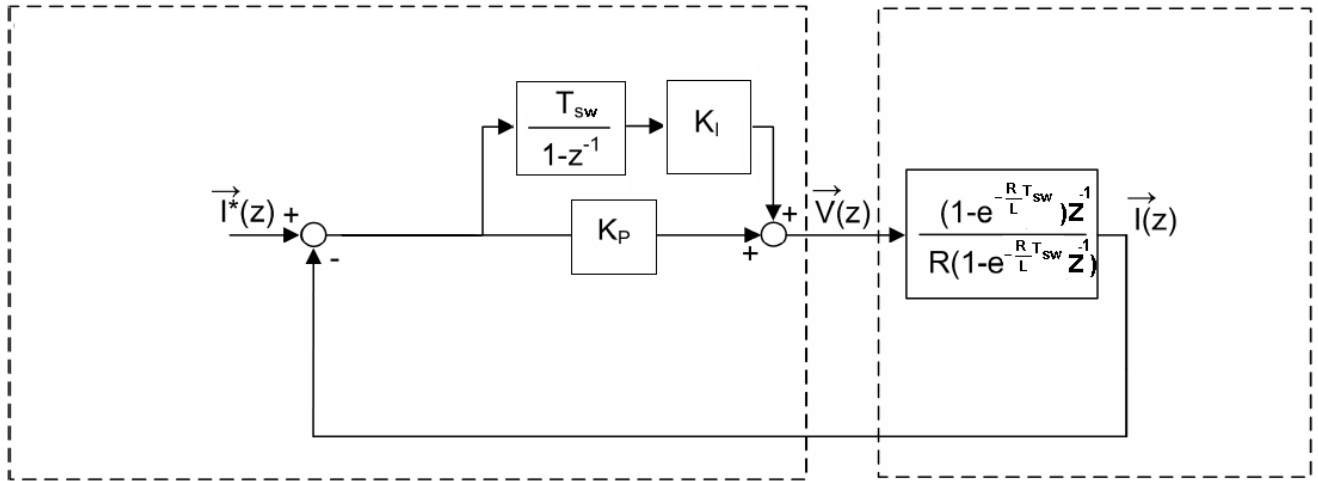 T_sw
1-z^-1
K_I
I*(z) +
-
K_P
+
+
V(z)
(1-e^-(R/L)T_sw)z^-1
R(1-e^-(R/L)T_sw z^-1)
I(z)